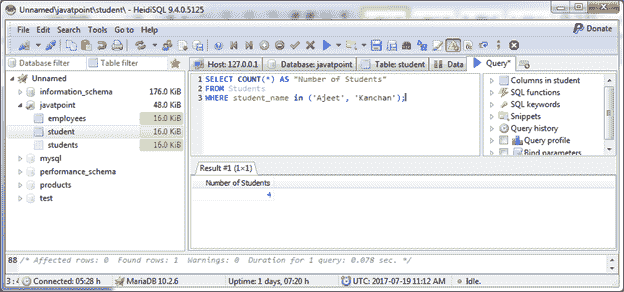 Unnamed\javatpoint\student\ - HeidiSQL 9.4.0.5125
File Edit Search Tools Go to Help
Donate
Database filter Table filter
Host: 127.0.0.1 Database: javatpoint Table: student Data Query*
Unnamed
information_schema 176.0 KiB
javatpoint 48.0 KiB
employees 16.0 KiB
student 16.0 KiB
students 16.0 KiB
mysql
performance_schema
products
test
1 SELECT COUNT(*) AS "Number of Students"
2 FROM Students
3 WHERE student_name in ('Ajeet', 'Kanchan');
Columns in student
SQL functions
SQL keywords
Snippets
Query history
Query profile
Bind parameters
Result #1 (1×1)
Number of Students
4
88 /* Affected rows: 0 Found rows: 1 Warnings: 0 Duration for 1 query: 0.078 sec. */
Connected: 05:28 h MariaDB 10.2.6 Uptime: 1 days, 07:20 h UTC: 2017-07-19 11:12 AM Idle.